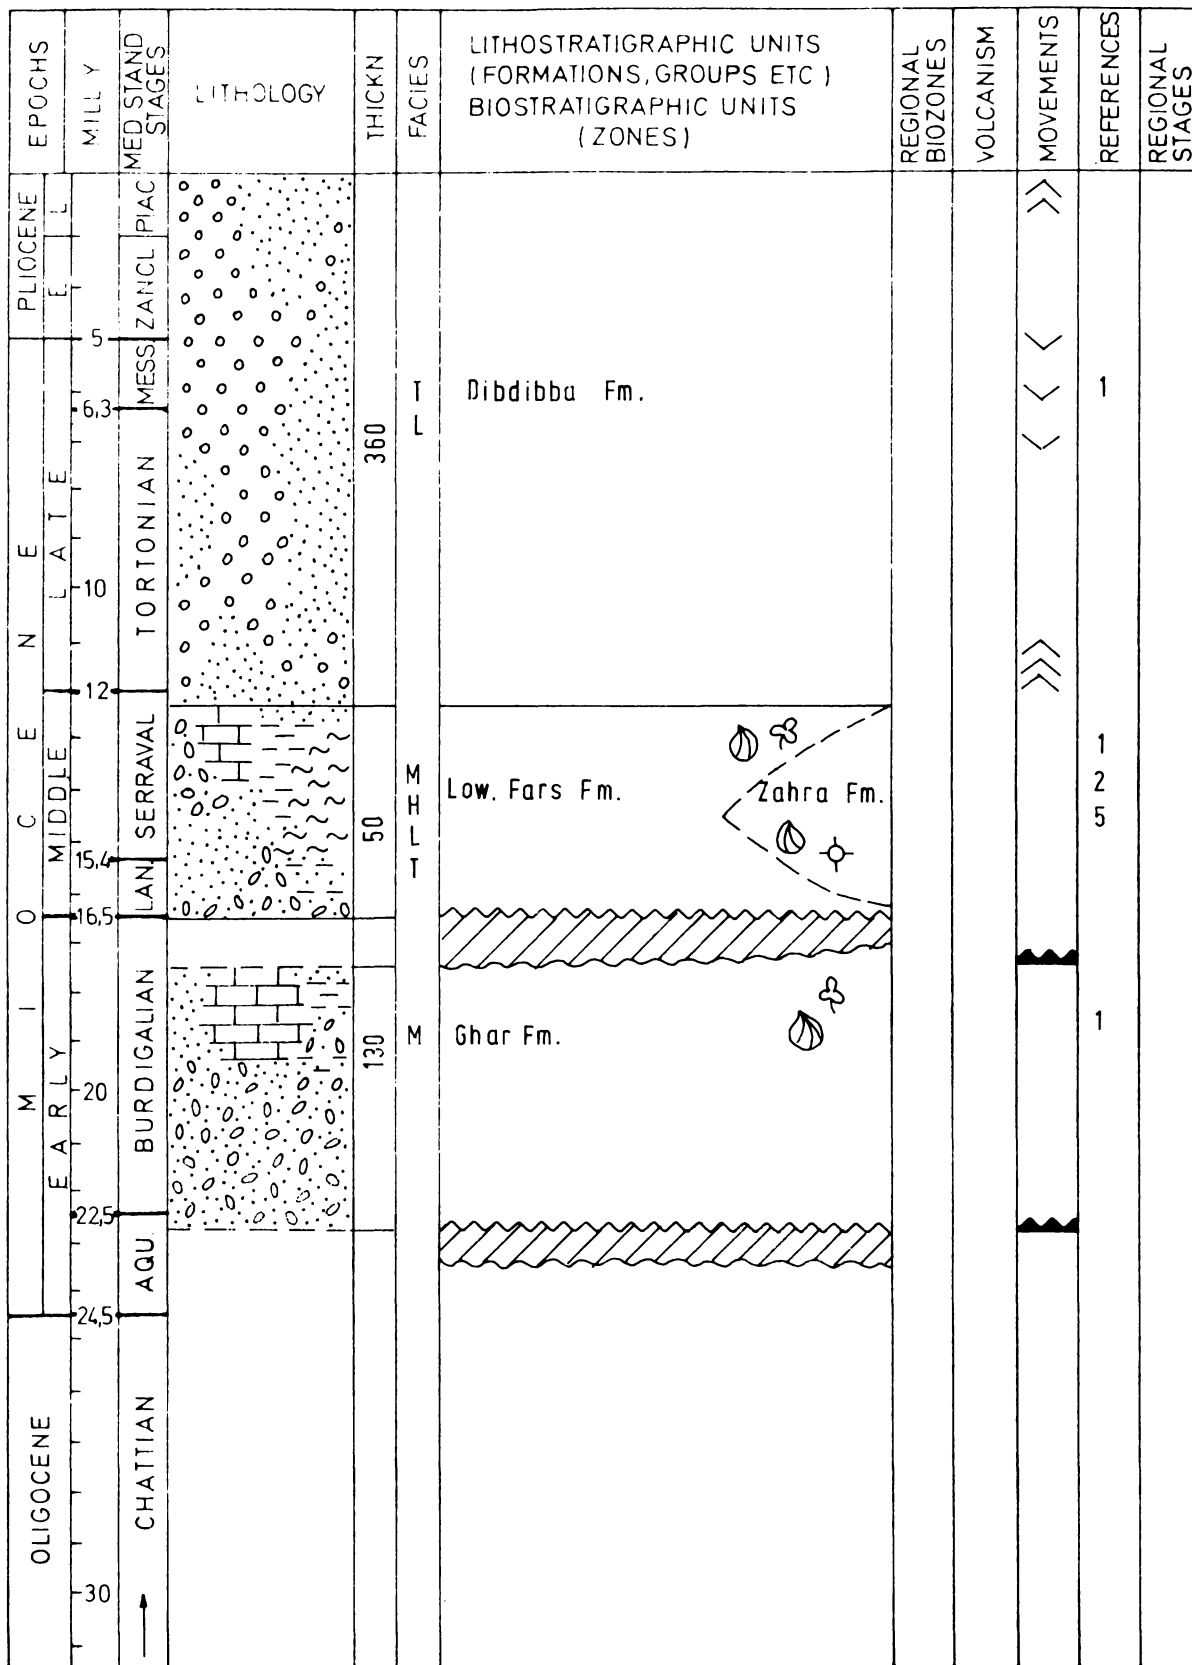 EPOCHS
MILL Y
MED STAND
STAGES
LITHOLOGY
THICKN
FACIES
LITHOSTRATIGRAPHIC UNITS
(FORMATIONS, GROUPS ETC )
BIOSTRATIGRAPHIC UNITS
(ZONES)
REGIONAL
BIOZONES
VOLCANISM
MOVEMENTS
REFERENCES
REGIONAL
STAGES
PLIOCENE
E L
L
PIAC
ZANCL
5
MIOCENE
LATE
MESS.
6,3
TORTONIAN
10
12
360
T
L
Dibdibba Fm.
1
MIDDLE
SERRAVAL
15,4
LAN.
16,5
50
M
H
L
T
Low. Fars Fm.
Zahra Fm.
1
2
5
EARLY
BURDIGALIAN
20
22,5
130
M
Ghar Fm.
1
AQU.
24,5
OLIGOCENE
CHATTIAN
30